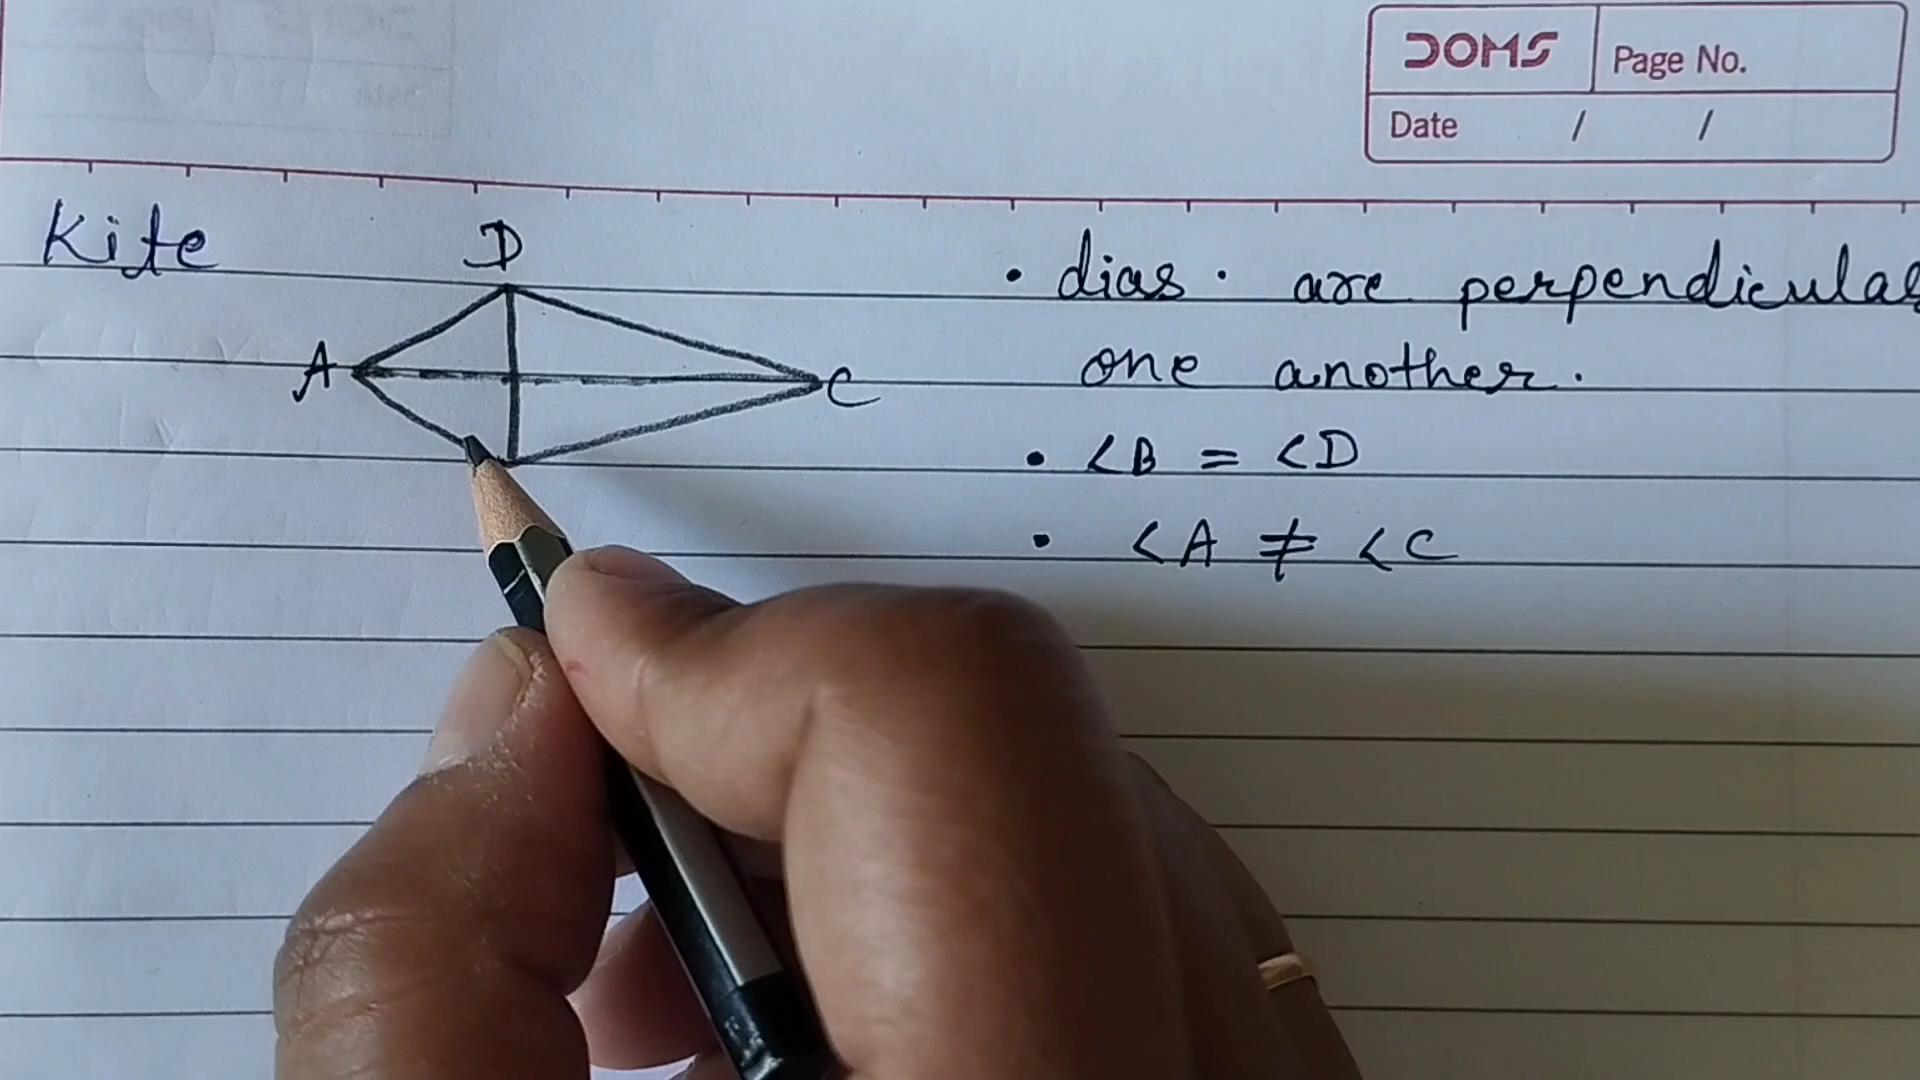 DOMS Page No.
Date / /
Kite
D
A
C
• dias. are perpendicular
one another.
• <B = <D
• <A ≠ <C